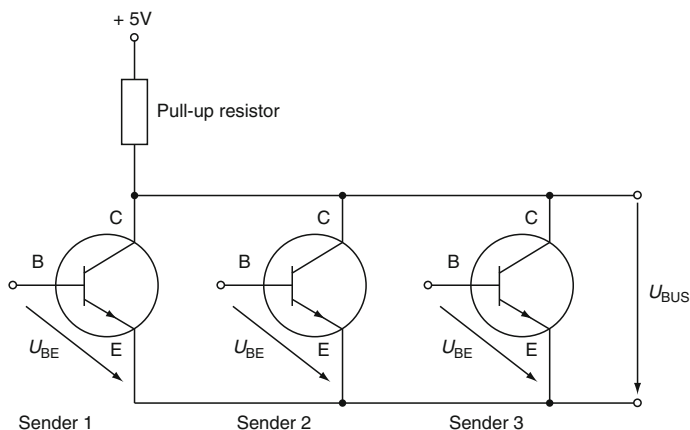 + 5V
Pull-up resistor
C
C
C
B
B
B
U_BUS
U_BE
E
U_BE
E
U_BE
E
Sender 1
Sender 2
Sender 3